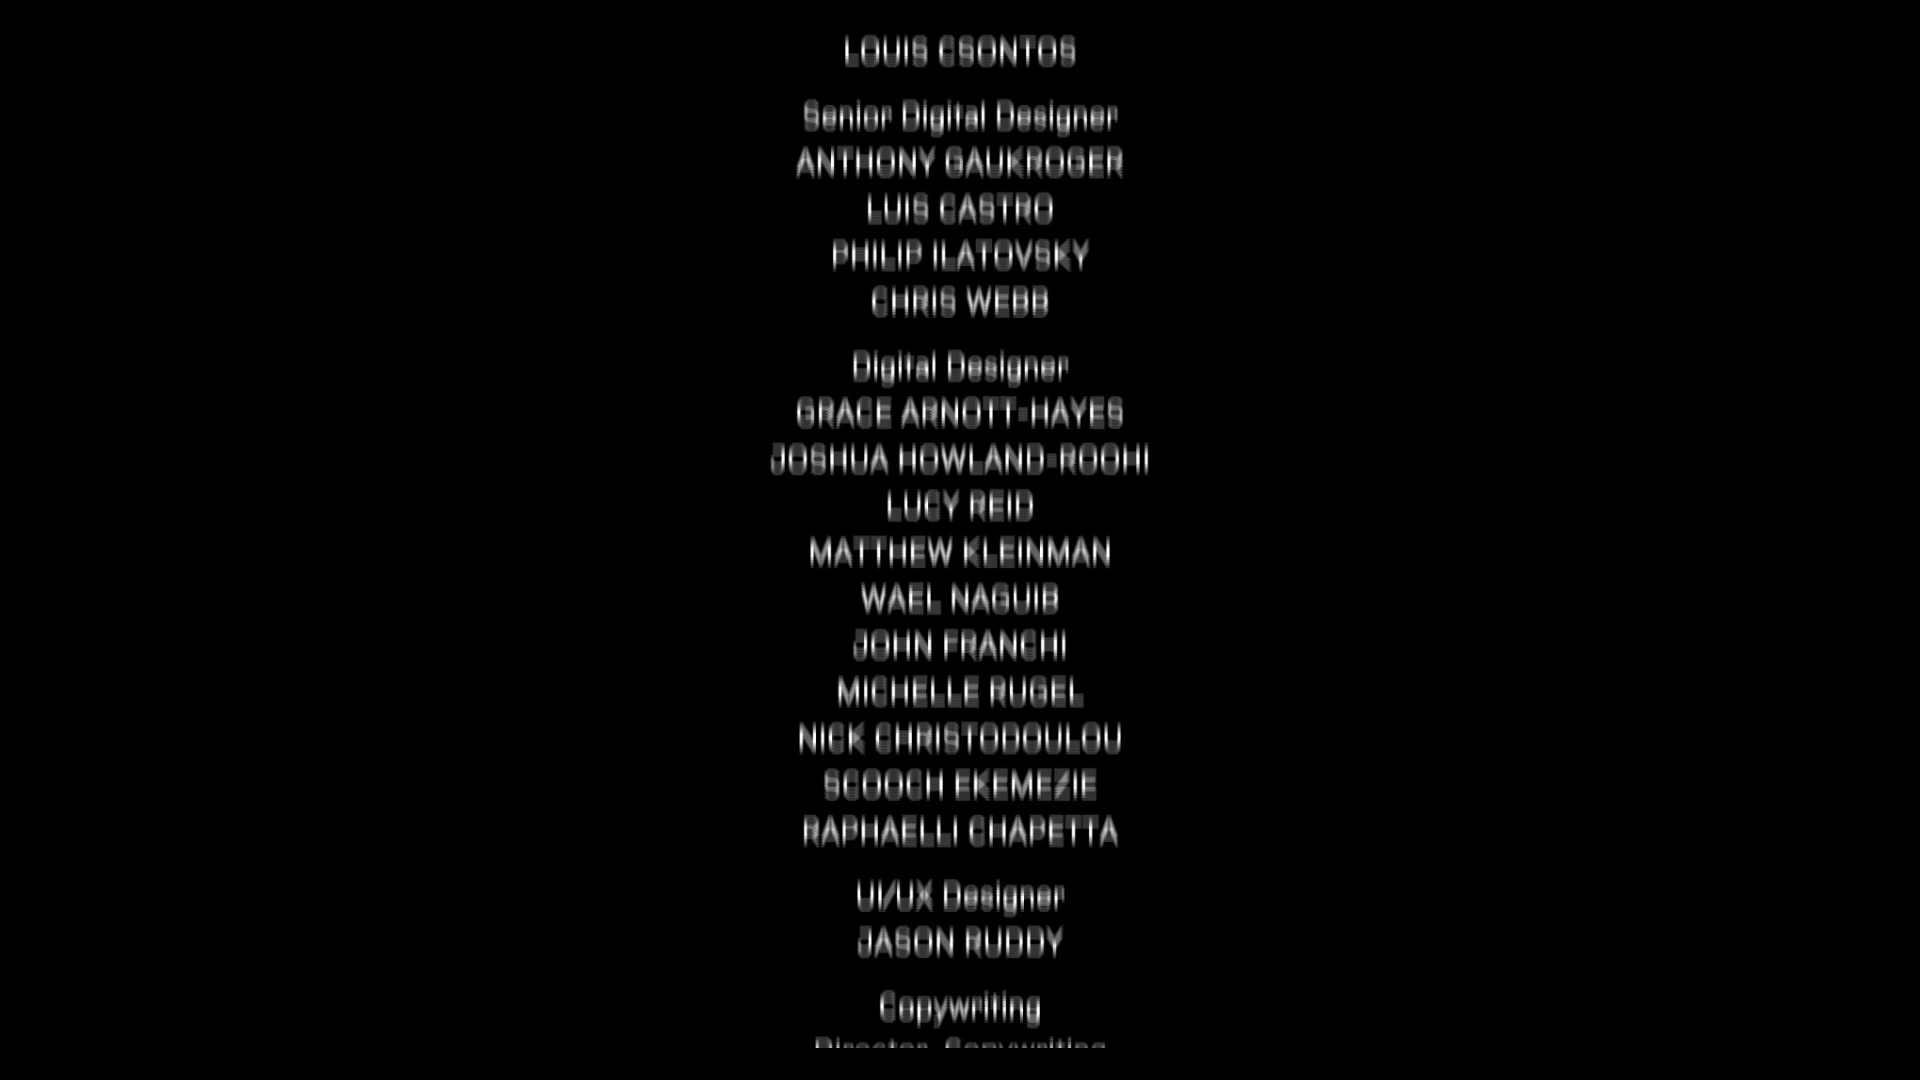 LOUIS CSONTOS
Senior Digital Designer
ANTHONY GAUKROGER
LUIS CASTRO
PHILIP ILATOVSKY
CHRIS WEBB
Digital Designer
GRACE ARNOTT-HAYES
JOSHUA HOWLAND-ROOHI
LUCY REID
MATTHEW KLEINMAN
WAEL NAGUIB
JOHN FRANCHI
MICHELLE RUGEL
NICK CHRISTODOULOU
SCOOCH EKEMEZIE
RAPHAELLI CHAPETTA
UI/UX Designer
JASON RUDDY
Copywriting
Director, Copywriting